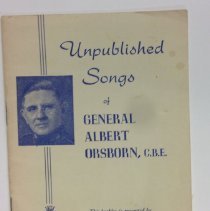 Unpublished
Songs
of
GENERAL
ALBERT
ORSBORN, C.B.E.